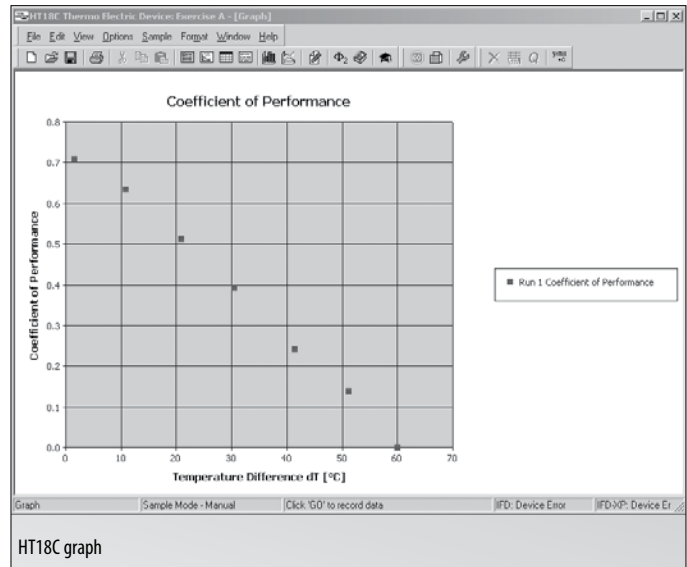 HT18C Thermo Electric Devices: Exercise A - [Graph]
File Edit View Options Sample Format Window Help
Coefficient of Performance
0.8
0.7
0.6
0.5
0.4
0.3
0.2
0.1
0.0
Coefficient of Performance
0 10 20 30 40 50 60 70
Temperature Difference dT [°C]
Run 1 Coefficient of Performance
Graph Sample Mode - Manual Click 'GO' to record data IFD: Device Error IFD-XP: Device Er
HT18C graph